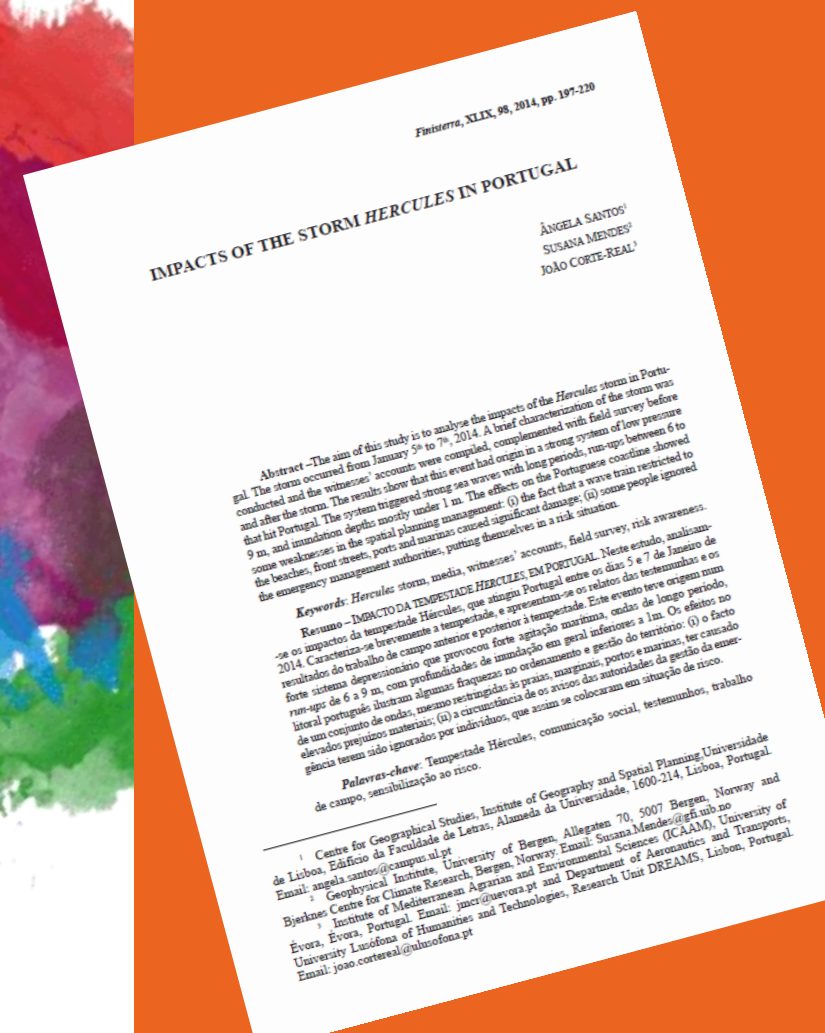 Finisterra, XLIX, 98, 2014, pp. 197-220
IMPACTS OF THE STORM HERCULES IN PORTUGAL
ÂNGELA SANTOS¹
SUSANA MENDES²
JOÃO CORTE-REAL³
Abstract –The aim of this study is to analyse the impacts of the Hercules storm in Portu-
gal. The storm occurred from January 5th to 7th, 2014. A brief characterization of the storm was
conducted and the witnesses' accounts were compiled, complemented with field survey before
and after the storm. The results show that this event had origin in a strong system of low pressure
that hit Portugal. The system triggered strong sea waves with long periods, run-ups between 6 to
9 m, and inundation depths mostly under 1 m. The effects on the Portuguese coastline showed
some weaknesses in the spatial planning management: (i) the fact that a wave train restricted to
the beaches, front streets, ports and marinas caused significant damage; (ii) some people ignored
the emergency management authorities, putting themselves in a risk situation.
Keywords: Hercules storm, media, witnesses' accounts, field survey, risk awareness.
Resumo – IMPACTO DA TEMPESTADE HERCULES, EM PORTUGAL. Neste estudo, analisam-
-se os impactos da tempestade Hércules, que atingiu Portugal entre os dias 5 e 7 de Janeiro de
2014. Caracteriza-se brevemente a tempestade, e apresentam-se os relatos das testemunhas e os
resultados do trabalho de campo anterior e posterior à tempestade. Este evento teve origem num
forte sistema depressionário que provocou forte agitação marítima, ondas de longo período,
run-ups de 6 a 9 m, com profundidades de inundação em geral inferiores a 1m. Os efeitos no
litoral português ilustram algumas fraquezas no ordenamento e gestão do território: (i) o facto
de um conjunto de ondas, mesmo restringidas às praias, marginais, portos e marinas, ter causado
elevados prejuízos materiais; (ii) a circunstância de os avisos das autoridades da gestão da emer-
gência terem sido ignorados por indivíduos, que assim se colocaram em situação de risco.
Palavras-chave: Tempestade Hércules, comunicação social, testemunhos, trabalho
de campo, sensibilização ao risco.
¹ Centre for Geographical Studies, Institute of Geography and Spatial Planning,Universidade
de Lisboa, Edifício da Faculdade de Letras, Alameda da Universidade, 1600-214, Lisboa, Portugal.
Email: angela.santos@campus.ul.pt
² Geophysical Institute, University of Bergen, Allegaten 70, 5007 Bergen, Norway and
Bjerknes Centre for Climate Research, Bergen, Norway. Email: Susana.Mendes@gfi.uib.no
³ Institute of Mediterranean Agrarian and Environmental Sciences (ICAAM), University of
Évora, Évora, Portugal. Email: jmcr@uevora.pt and Department of Aeronautics and Transports,
University Lusófona of Humanities and Technologies, Research Unit DREAMS, Lisbon, Portugal.
Email: joao.cortereal@ulusofona.pt